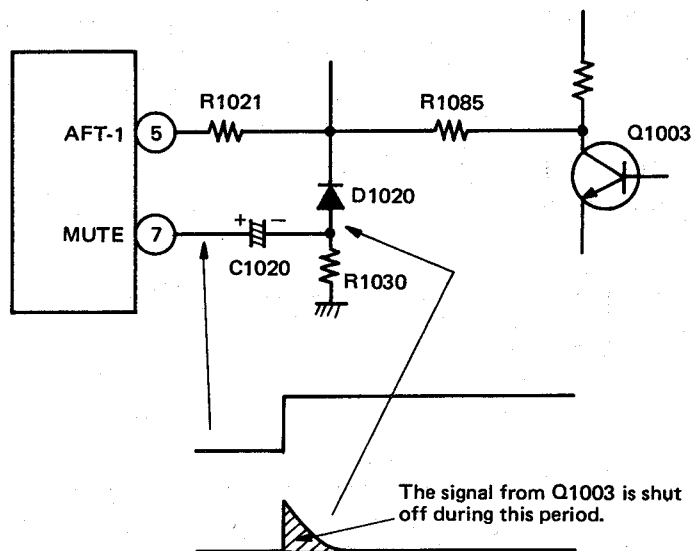 R1021
R1085
AFT-1
5
Q1003
D1020
MUTE
7
+
−
C1020
R1030
The signal from Q1003 is shut
off during this period.